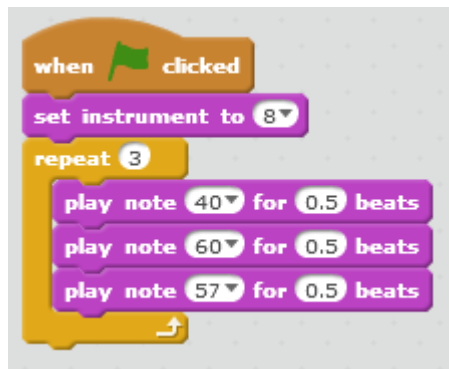 when clicked
set instrument to 8
repeat 3
play note 40 for 0.5 beats
play note 60 for 0.5 beats
play note 57 for 0.5 beats